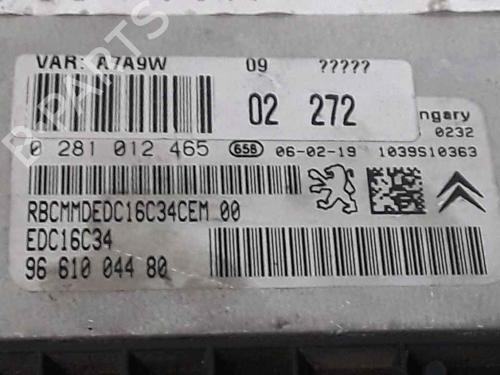 VAR: A7A9W 09 ?????
02 272
ngary
0232
0 281 012 465 658 06-02-19 1039S10363
RBCMMDEDC16C34CEM 00
EDC16C34
96 610 044 80